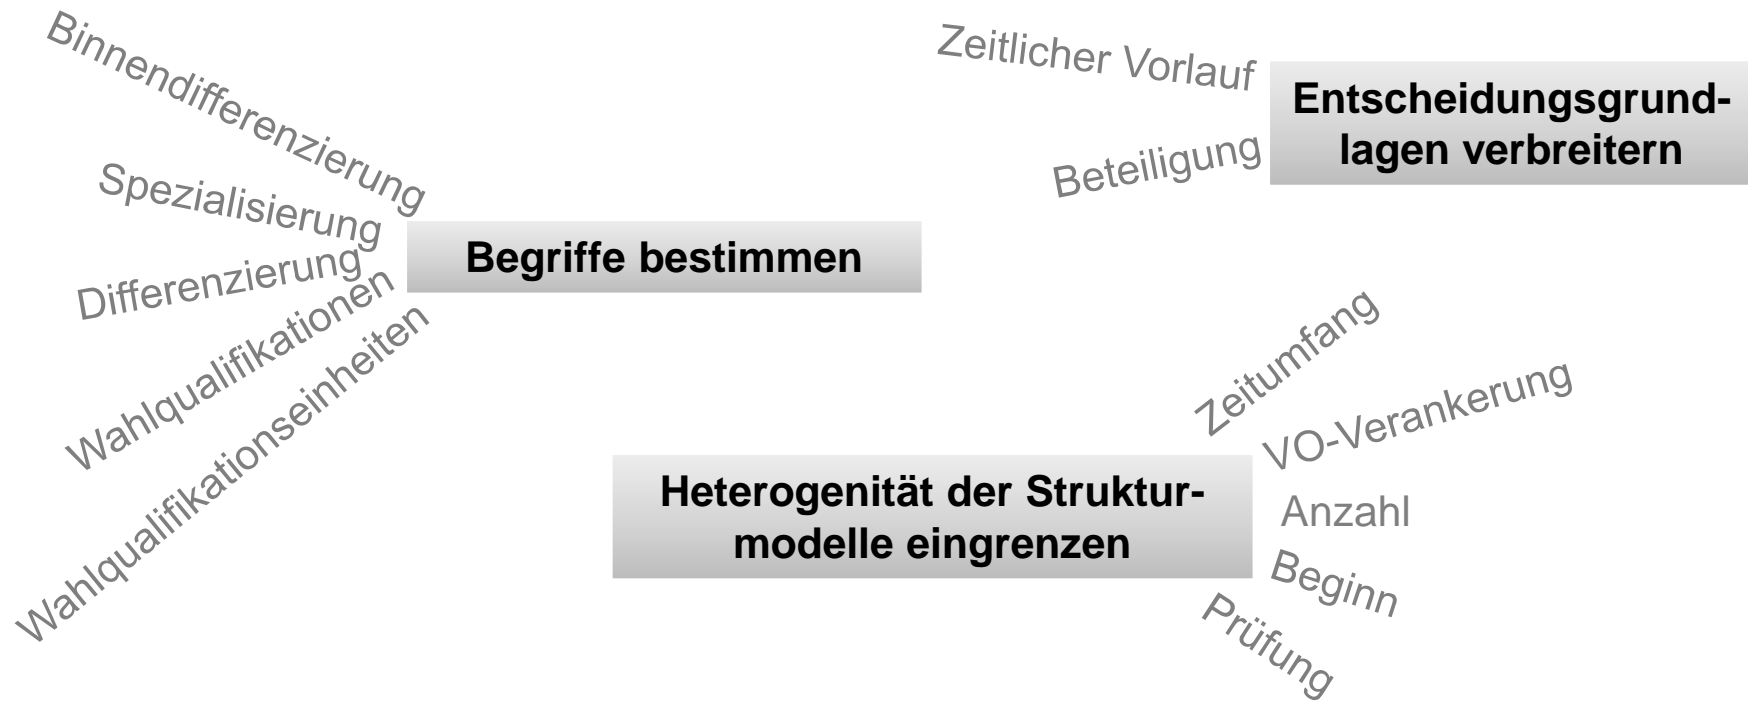 Binnendifferenzierung
Spezialisierung
Differenzierung
Wahlqualifikationen
Wahlqualifikationseinheiten
Begriffe bestimmen
Zeitlicher Vorlauf
Beteiligung
Entscheidungsgrund-
lagen verbreitern
Heterogenität der Struktur-
modelle eingrenzen
Zeitumfang
VO-Verankerung
Anzahl
Beginn
Prüfung